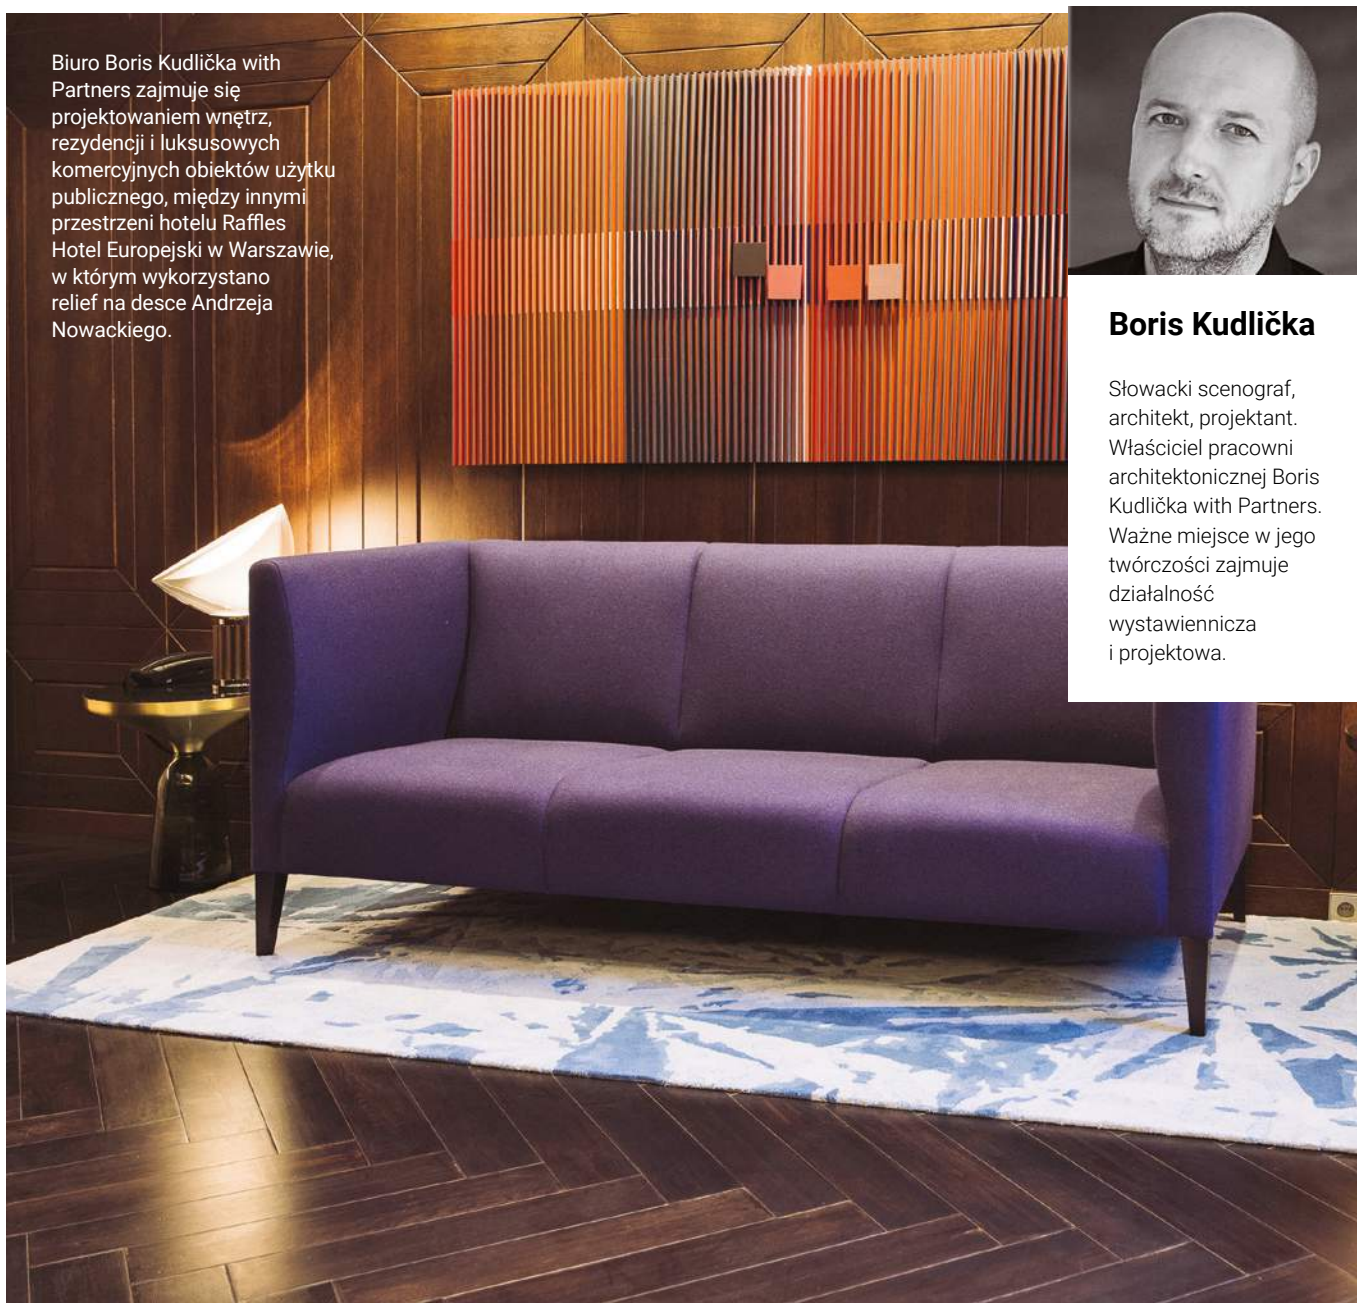 Biuro Boris Kudlička with
Partners zajmuje się
projektowaniem wnętrz,
rezydencji i luksusowych
komercyjnych obiektów użytku
publicznego, między innymi
przestrzeni hotelu Raffles
Hotel Europejski w Warszawie,
w którym wykorzystano
relief na desce Andrzeja
Nowackiego.
Boris Kudlička
Słowacki scenograf,
architekt, projektant.
Właściciel pracowni
architektonicznej Boris
Kudlička with Partners.
Ważne miejsce w jego
twórczości zajmuje
działalność
wystawiennicza
i projektowa.